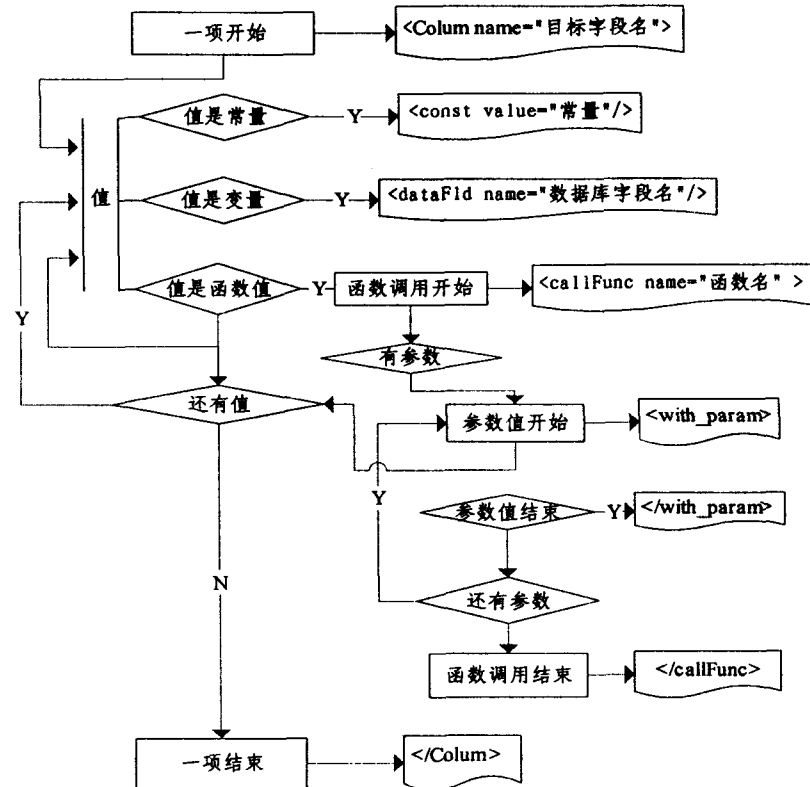 一项开始
<Colum name="目标字段名">
值是常量
Y
<const value="常量"/>
值
值是变量
Y
<dataFld name="数据库字段名"/>
值是函数值
Y
函数调用开始
<callFunc name="函数名" >
Y
有参数
还有值
参数值开始
<with_param>
Y
参数值结束
Y
</with_param>
N
还有参数
函数调用结束
</callFunc>
一项结束
</Colum>